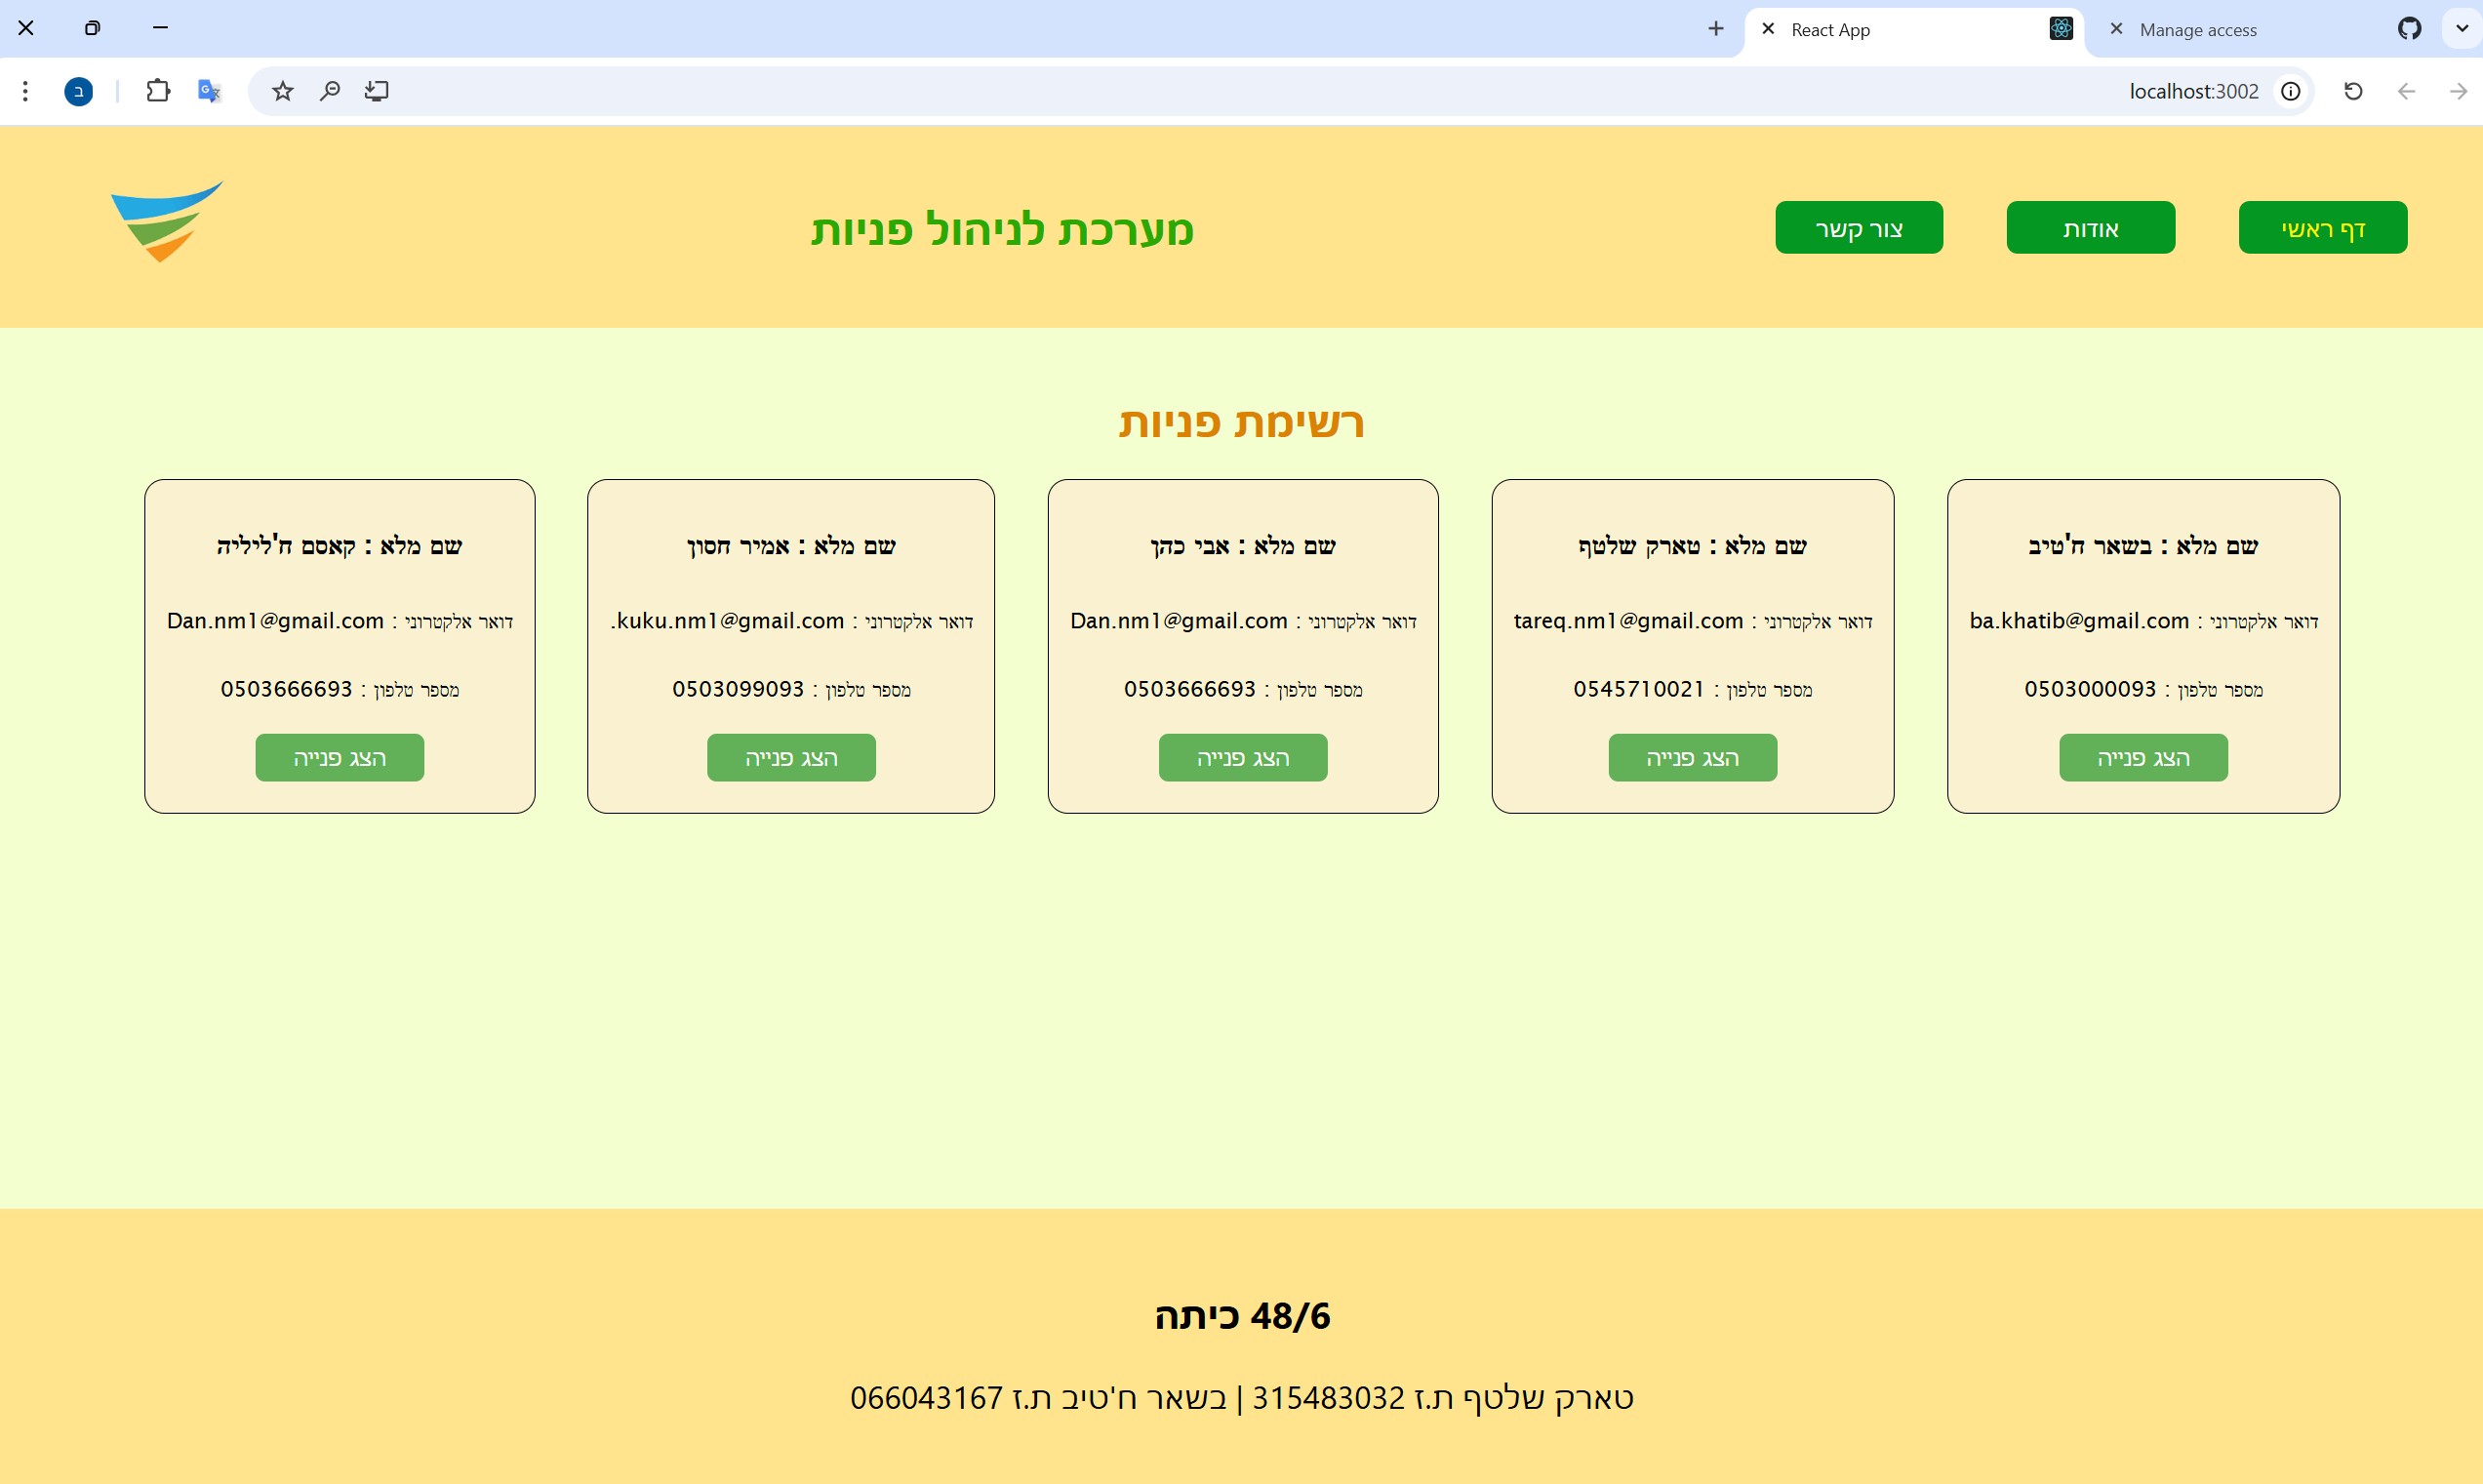 React App
Manage access
localhost:3002
ב
דף ראשי
אודות
צור קשר
מערכת לניהול פניות
רשימת פניות
שם מלא : בשאר ח'טיב
דואר אלקטרוני : ba.khatib@gmail.com
מספר טלפון : 0503000093
הצג פנייה
שם מלא : טארק שלטף
דואר אלקטרוני : tareq.nm1@gmail.com
מספר טלפון : 0545710021
הצג פנייה
שם מלא : אבי כהן
דואר אלקטרוני : Dan.nm1@gmail.com
מספר טלפון : 0503666693
הצג פנייה
שם מלא : אמיר חסון
דואר אלקטרוני : kuku.nm1@gmail.com.
מספר טלפון : 0503099093
הצג פנייה
שם מלא : קאסם ח'ליליה
דואר אלקטרוני : Dan.nm1@gmail.com
מספר טלפון : 0503666693
הצג פנייה
48/6 כיתה
טארק שלטף ת.ז 315483032 | בשאר ח'טיב ת.ז 066043167